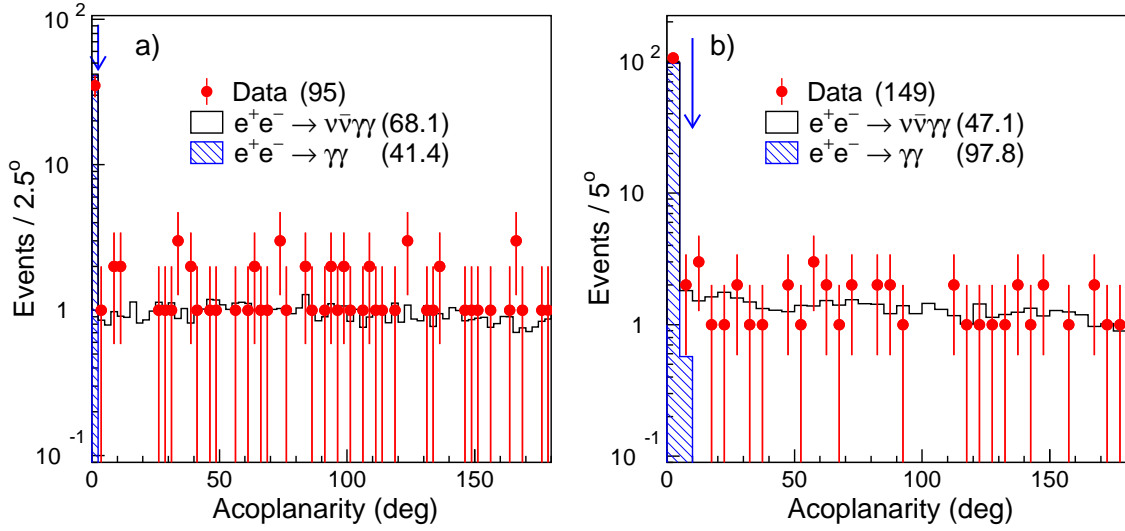 a)
Data (95)
e⁺e⁻ → νν̄γγ (68.1)
e⁺e⁻ → γγ (41.4)
Events / 2.5°
10²
10
1
10⁻¹
0 50 100 150
Acoplanarity (deg)
b)
Data (149)
e⁺e⁻ → νν̄γγ (47.1)
e⁺e⁻ → γγ (97.8)
Events / 5°
10²
10
1
10⁻¹
0 50 100 150
Acoplanarity (deg)